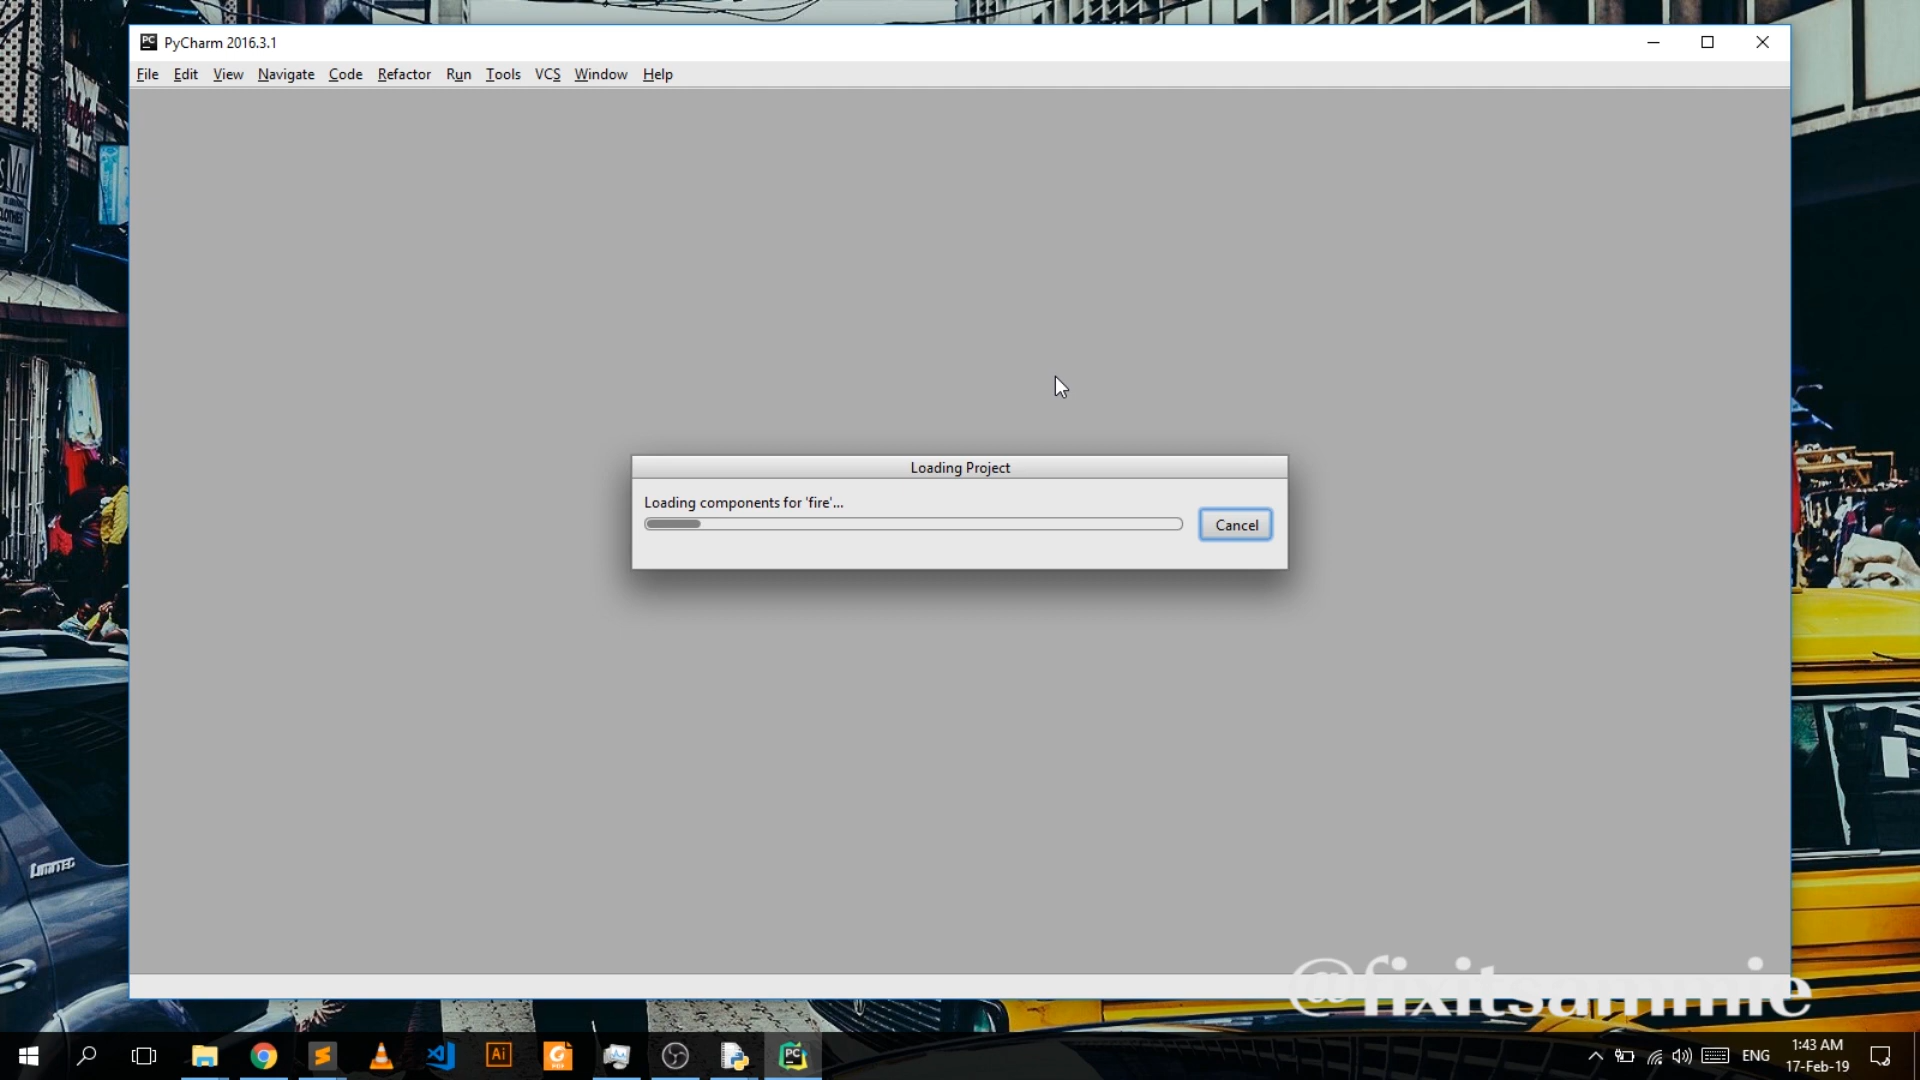 PyCharm 2016.3.1
File Edit View Navigate Code Refactor Run Tools VCS Window Help
Loading Project
Loading components for 'fire'...
Cancel
LIMITED
@fixitsammie
ENG
1:43 AM
17-Feb-19